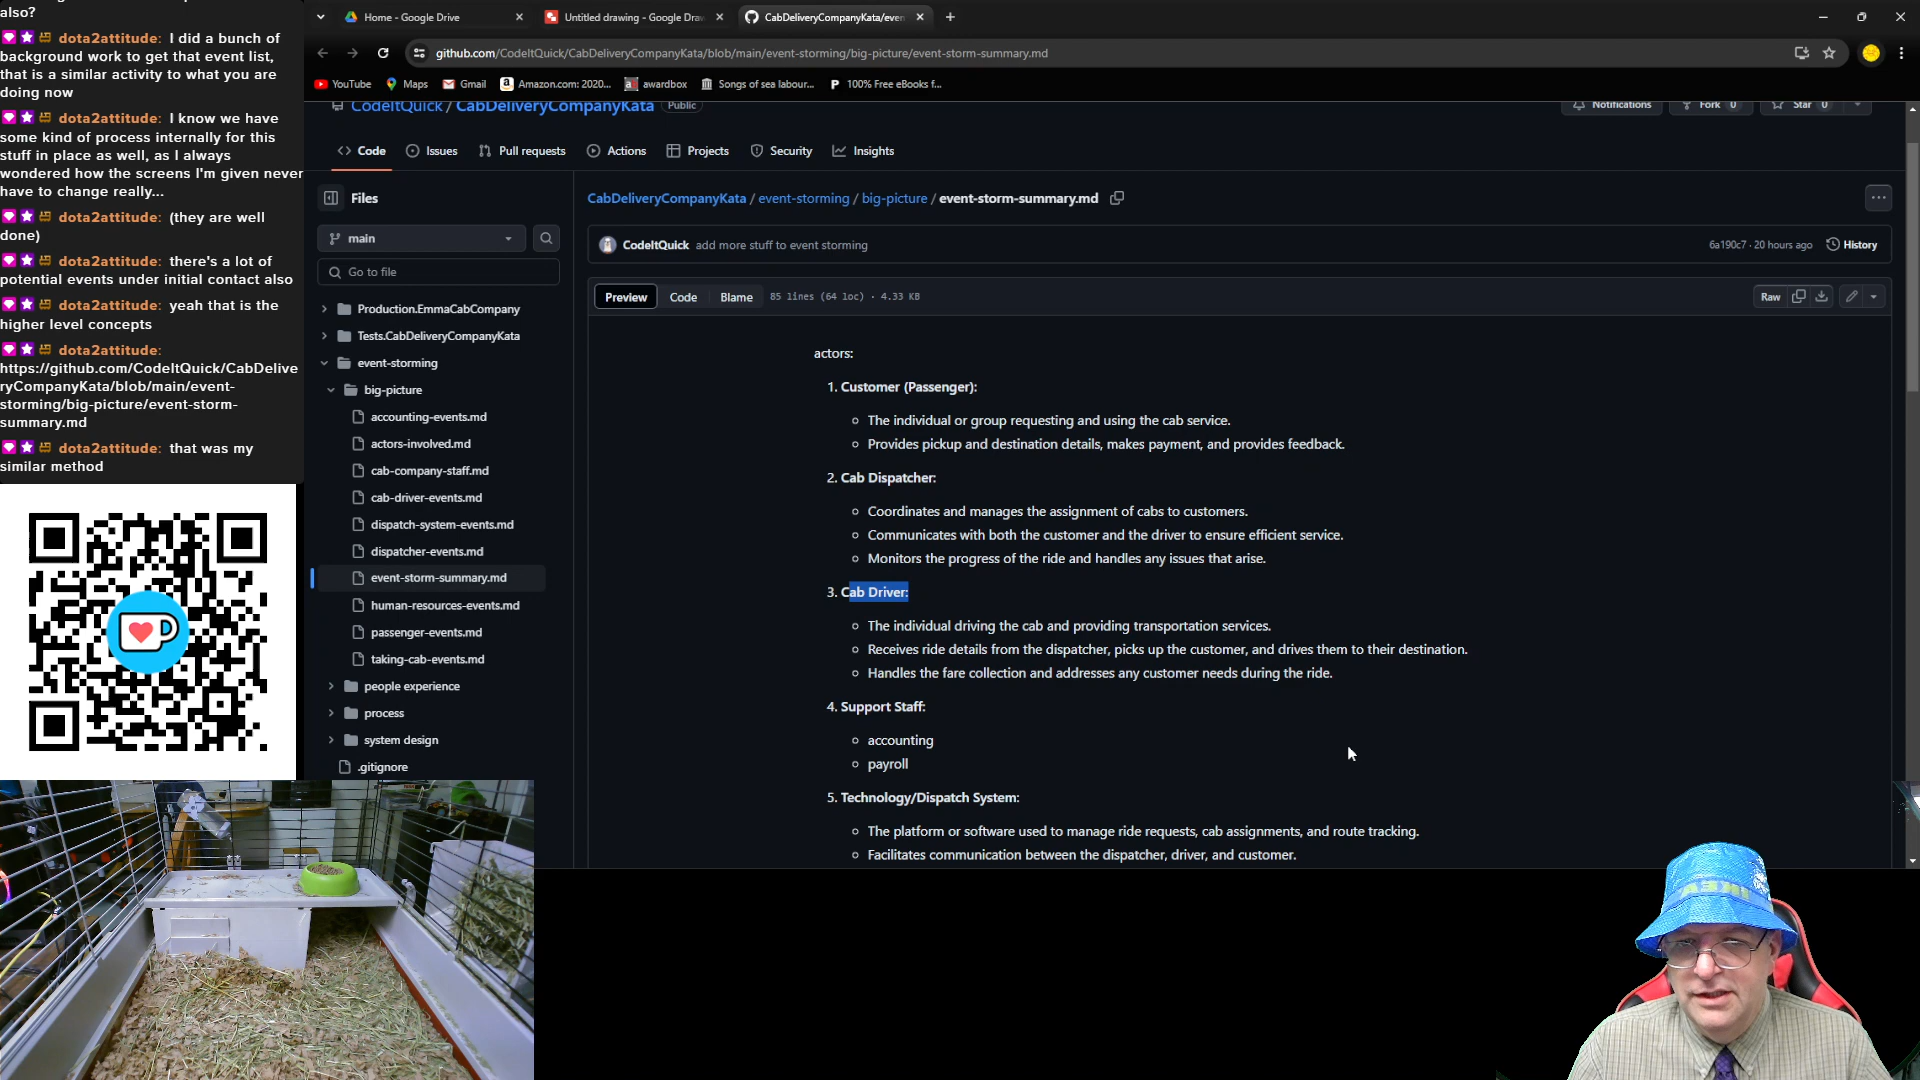 also?
dota2attitude: I did a bunch of
background work to get that event list,
that is a similar activity to what you are
doing now
dota2attitude: I know we have
some kind of process internally for this
stuff in place as well, as I always
wondered how the screens I'm given never
have to change really...
dota2attitude: (they are well
done)
dota2attitude: there's a lot of
potential events under initial contact also
dota2attitude: yeah that is the
higher level concepts
dota2attitude:
https://github.com/CodeItQuick/CabDelive
ryCompanyKata/blob/main/event-
storming/big-picture/event-storm-
summary.md
dota2attitude: that was my
similar method
Home - Google Drive
Untitled drawing - Google Draw
CabDeliveryCompanyKata/even
github.com/CodeItQuick/CabDeliveryCompanyKata/blob/main/event-storming/big-picture/event-storm-summary.md
YouTube
Maps
Gmail
Amazon.com: 2020...
awardbox
Songs of sea labour...
100% Free eBooks f...
CodeItQuick / CabDeliveryCompanyKata Public
Notifications
Fork 0
Star 0
Code
Issues
Pull requests
Actions
Projects
Security
Insights
Files
main
Go to file
Production.EmmaCabCompany
Tests.CabDeliveryCompanyKata
event-storming
big-picture
accounting-events.md
actors-involved.md
cab-company-staff.md
cab-driver-events.md
dispatch-system-events.md
dispatcher-events.md
event-storm-summary.md
human-resources-events.md
passenger-events.md
taking-cab-events.md
people experience
process
system design
.gitignore
CabDeliveryCompanyKata / event-storming / big-picture / event-storm-summary.md
CodeItQuick add more stuff to event storming
6a190c7 · 20 hours ago
History
Preview
Code
Blame
85 lines (64 loc) · 4.33 KB
Raw
actors:
1. Customer (Passenger):
The individual or group requesting and using the cab service.
Provides pickup and destination details, makes payment, and provides feedback.
2. Cab Dispatcher:
Coordinates and manages the assignment of cabs to customers.
Communicates with both the customer and the driver to ensure efficient service.
Monitors the progress of the ride and handles any issues that arise.
3. Cab Driver:
The individual driving the cab and providing transportation services.
Receives ride details from the dispatcher, picks up the customer, and drives them to their destination.
Handles the fare collection and addresses any customer needs during the ride.
4. Support Staff:
accounting
payroll
5. Technology/Dispatch System:
The platform or software used to manage ride requests, cab assignments, and route tracking.
Facilitates communication between the dispatcher, driver, and customer.